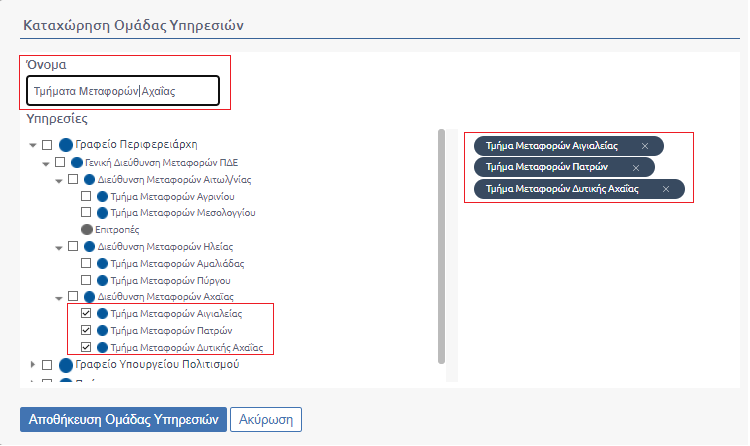 Καταχώρηση Ομάδας Υπηρεσιών
Όνομα
Τμήματα Μεταφορών Αχαΐας
Υπηρεσίες
Γραφείο Περιφερειάρχη
Γενική Διεύθυνση Μεταφορών ΠΔΕ
Διεύθυνση Μεταφορών Αιτωλ/νίας
Τμήμα Μεταφορών Αγρινίου
Τμήμα Μεταφορών Μεσολογγίου
Επιτροπές
Διεύθυνση Μεταφορών Ηλείας
Τμήμα Μεταφορών Αμαλιάδας
Τμήμα Μεταφορών Πύργου
Διεύθυνση Μεταφορών Αχαΐας
Τμήμα Μεταφορών Αιγιαλείας
Τμήμα Μεταφορών Πατρών
Τμήμα Μεταφορών Δυτικής Αχαΐας
Γραφείο Υπουργείου Πολιτισμού
Τμήμα Μεταφορών Αιγιαλείας
Τμήμα Μεταφορών Πατρών
Τμήμα Μεταφορών Δυτικής Αχαΐας
Αποθήκευση Ομάδας Υπηρεσιών
Ακύρωση